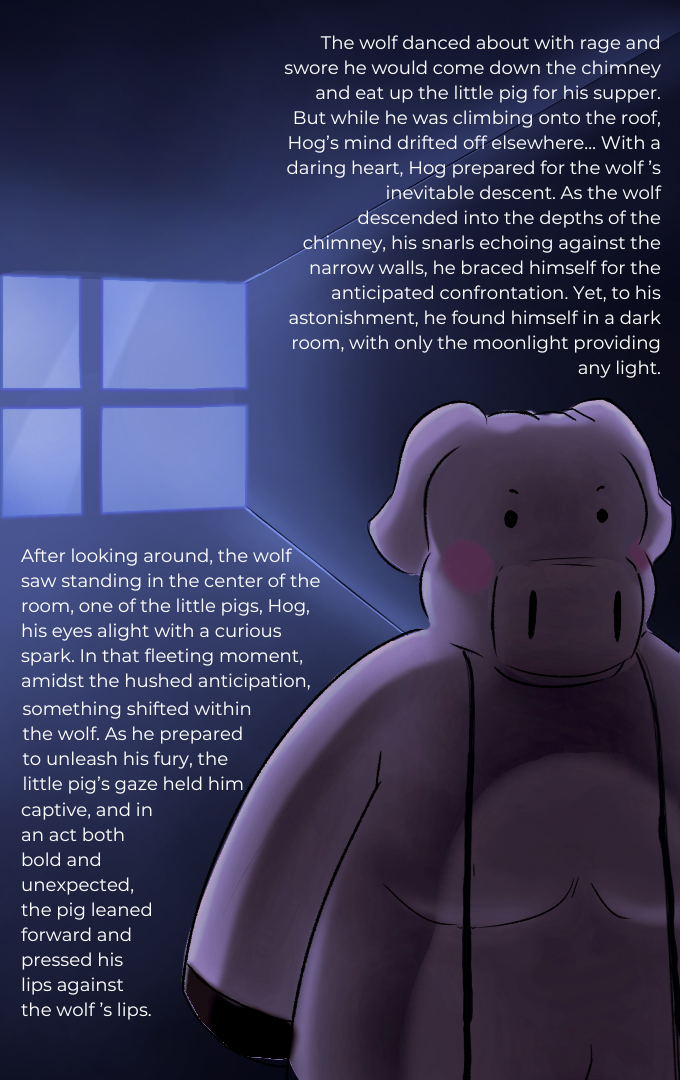 The wolf danced about with rage and
swore he would come down the chimney
and eat up the little pig for his supper.
But while he was climbing onto the roof,
Hog's mind drifted off elsewhere... With a
daring heart, Hog prepared for the wolf 's
inevitable descent. As the wolf
descended into the depths of the
chimney, his snarls echoing against the
narrow walls, he braced himself for the
anticipated confrontation. Yet, to his
astonishment, he found himself in a dark
room, with only the moonlight providing
any light.
After looking around, the wolf
saw standing in the center of the
room, one of the little pigs, Hog,
his eyes alight with a curious
spark. In that fleeting moment,
amidst the hushed anticipation,
something shifted within
the wolf. As he prepared
to unleash his fury, the
little pig's gaze held him
captive, and in
an act both
bold and
unexpected,
the pig leaned
forward and
pressed his
lips against
the wolf 's lips.